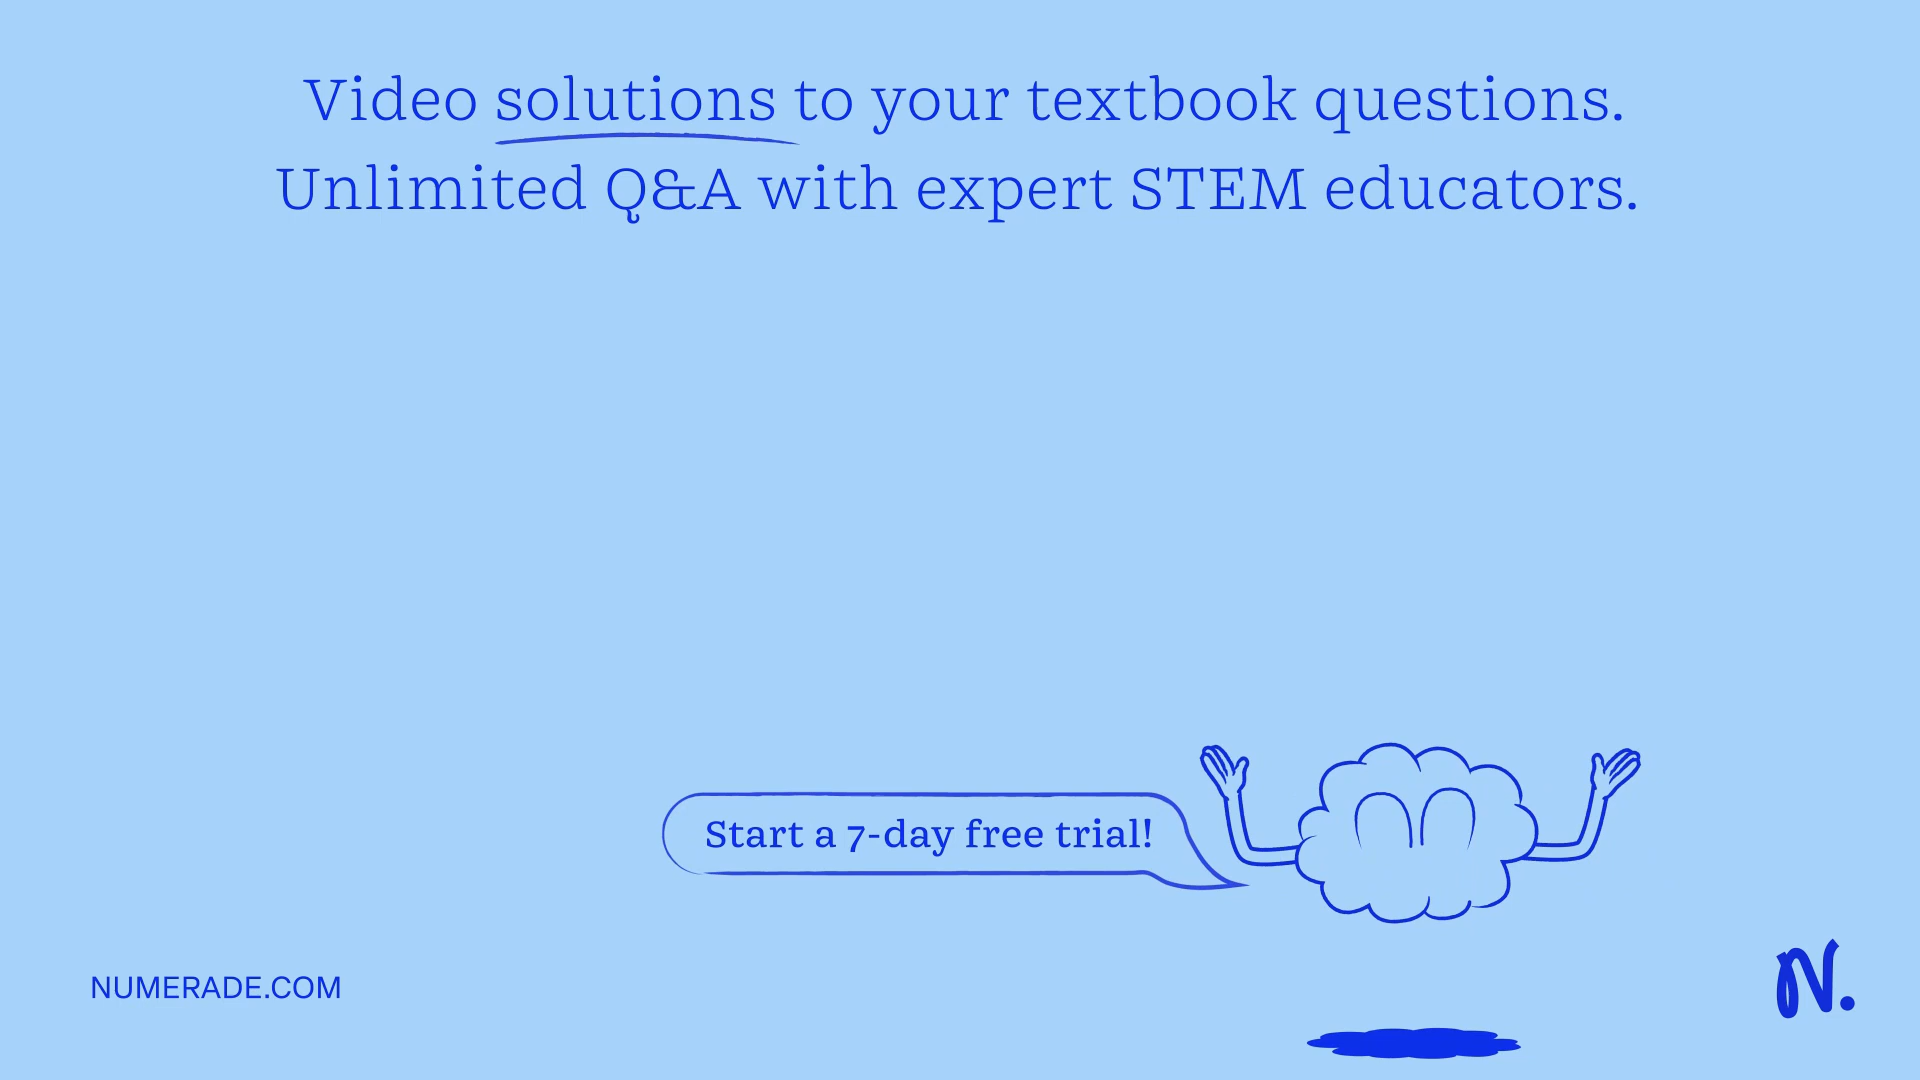 Video solutions to your textbook questions.
Unlimited Q&A with expert STEM educators.
Start a 7-day free trial!
NUMERADE.COM
N.